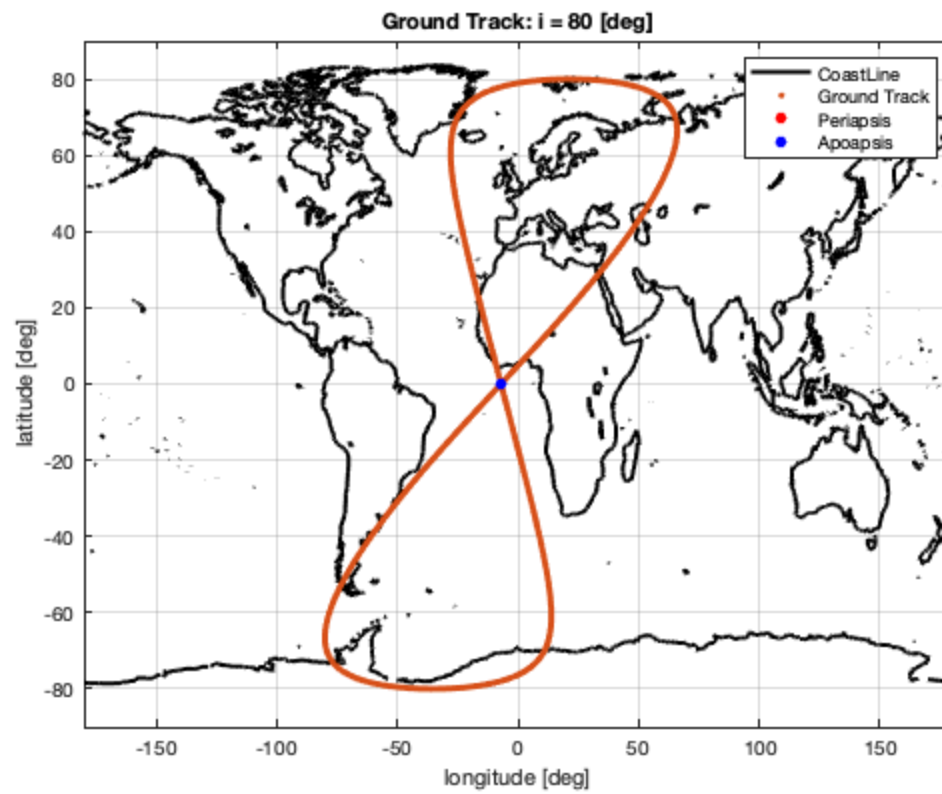 Ground Track: i = 80 [deg]
CoastLine
Ground Track
Periapsis
Apoapsis
latitude [deg]
80
60
40
20
0
-20
-40
-60
-80
-150
-100
-50
0
50
100
150
longitude [deg]